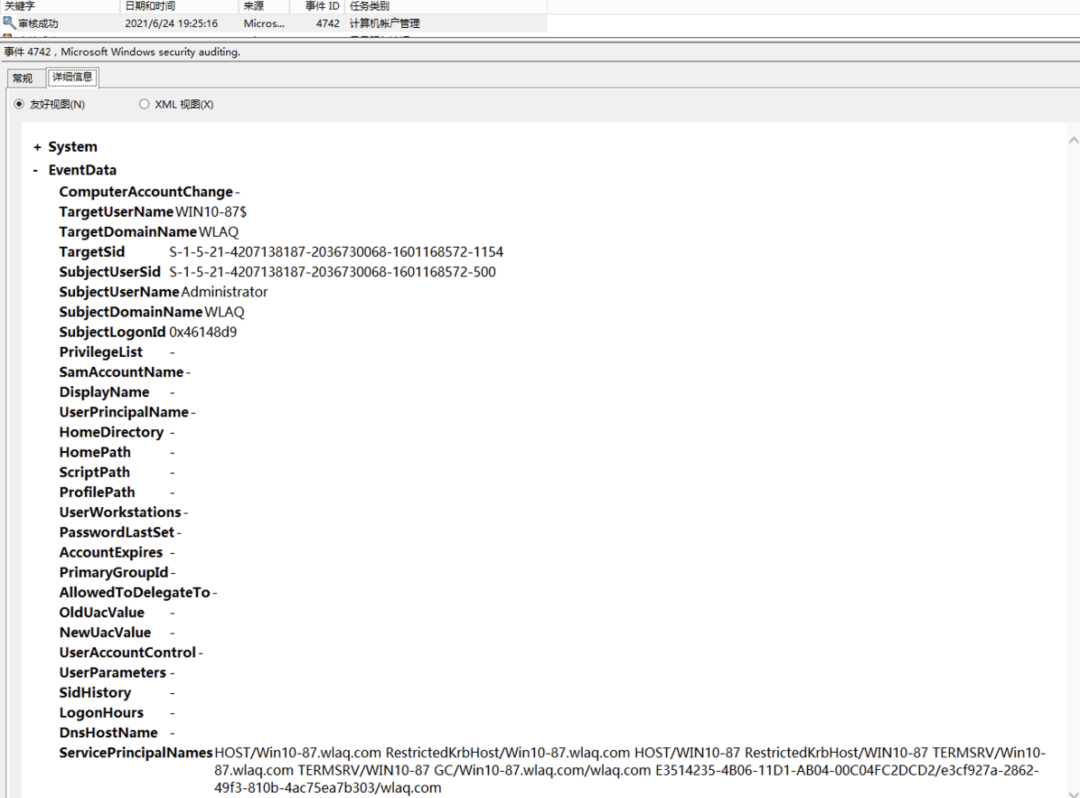 关键字 日期和时间 来源 事件 ID 任务类别
审核成功 2021/6/24 19:25:16 Micros... 4742 计算机帐户管理
事件 4742，Microsoft Windows security auditing.
常规 详细信息
友好视图(N) XML 视图(X)
+ System
- EventData
ComputerAccountChange -
TargetUserName WIN10-87$
TargetDomainName WLAQ
TargetSid S-1-5-21-4207138187-2036730068-1601168572-1154
SubjectUserSid S-1-5-21-4207138187-2036730068-1601168572-500
SubjectUserName Administrator
SubjectDomainName WLAQ
SubjectLogonId 0x46148d9
PrivilegeList -
SamAccountName -
DisplayName -
UserPrincipalName -
HomeDirectory -
HomePath -
ScriptPath -
ProfilePath -
UserWorkstations -
PasswordLastSet -
AccountExpires -
PrimaryGroupId -
AllowedToDelegateTo -
OldUacValue -
NewUacValue -
UserAccountControl -
UserParameters -
SidHistory -
LogonHours -
DnsHostName -
ServicePrincipalNames HOST/Win10-87.wlaq.com RestrictedKrbHost/Win10-87.wlaq.com HOST/WIN10-87 RestrictedKrbHost/WIN10-87 TERMSRV/Win10-
87.wlaq.com TERMSRV/WIN10-87 GC/Win10-87.wlaq.com/wlaq.com E3514235-4B06-11D1-AB04-00C04FC2DCD2/e3cf927a-2862-
49f3-810b-4ac75ea7b303/wlaq.com